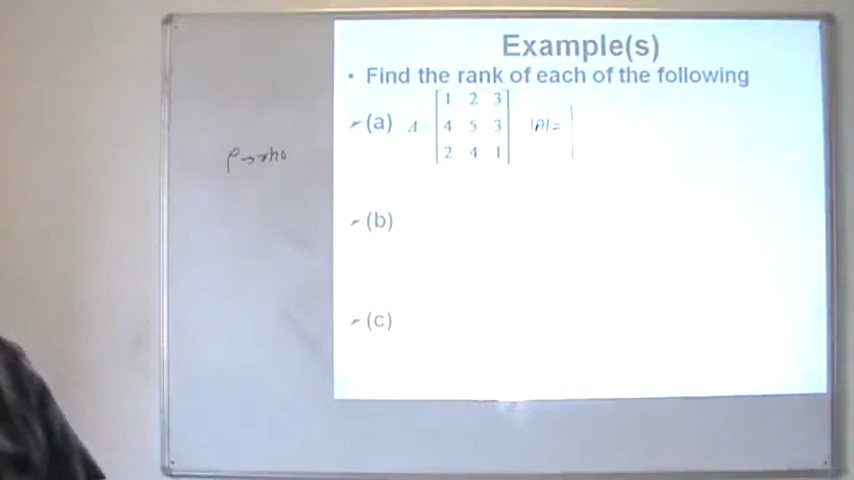 Example(s)
• Find the rank of each of the following
(a) A = [1 2 3
4 5 3
2 4 1] |A| = |
ρ → rho
(b)
(c)